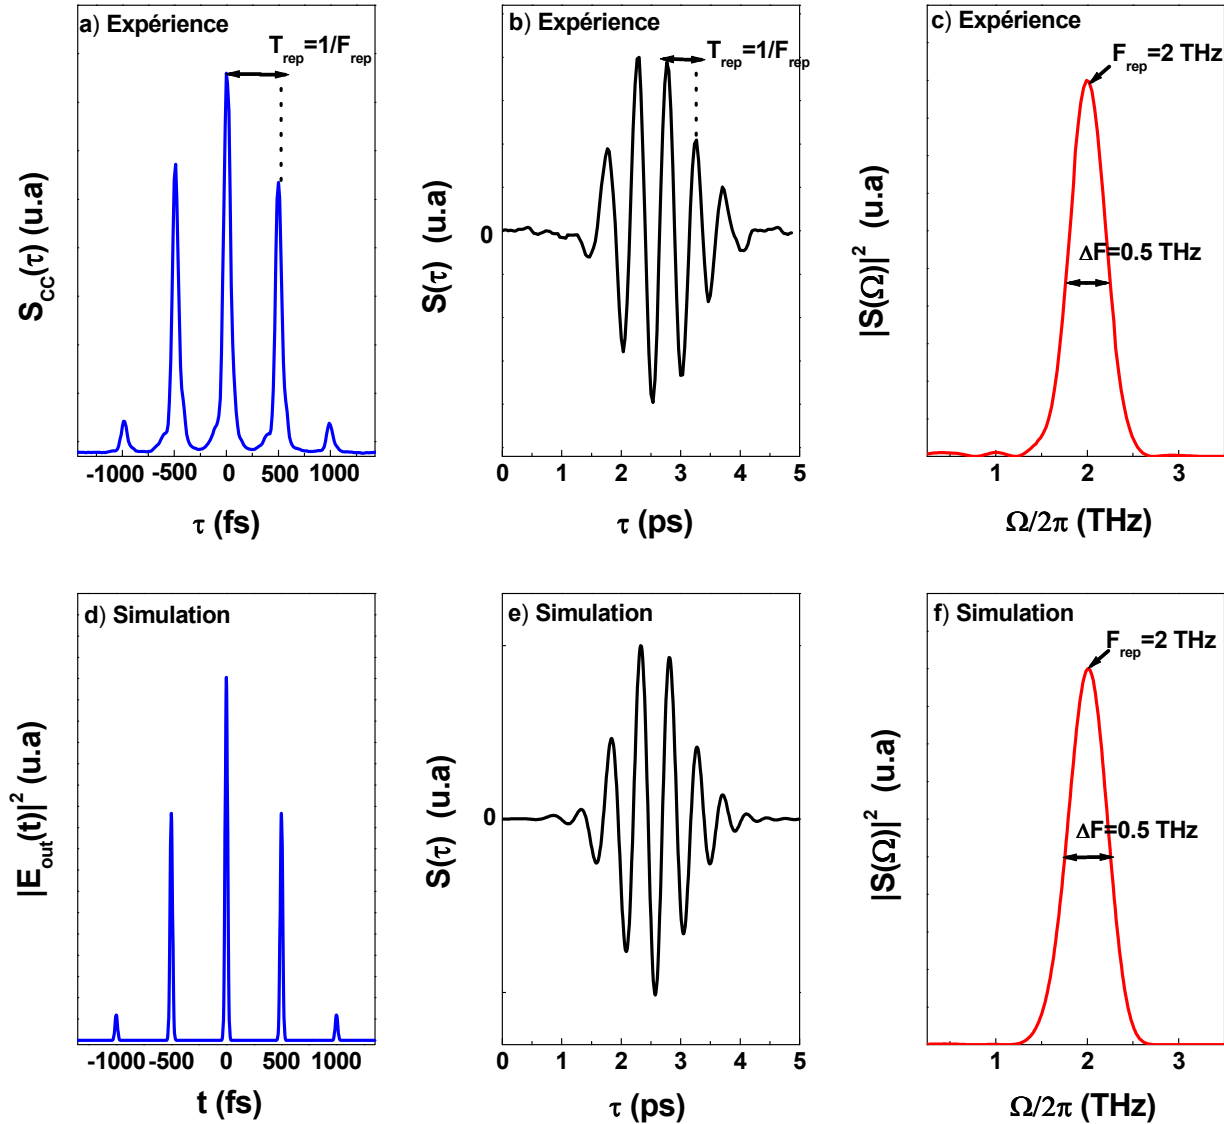 a) Expérience
T_rep=1/F_rep
S_CC(τ) (u.a)
-1000 -500 0 500 1000
τ (fs)
b) Expérience
T_rep=1/F_rep
S(τ) (u.a)
0
0 1 2 3 4 5
τ (ps)
c) Expérience
F_rep=2 THz
ΔF=0.5 THz
|S(Ω)|² (u.a)
1 2 3
Ω/2π (THz)
d) Simulation
|E_out(t)|² (u.a)
-1000 -500 0 500 1000
t (fs)
e) Simulation
S(τ) (u.a)
0
0 1 2 3 4 5
τ (ps)
f) Simulation
F_rep=2 THz
ΔF=0.5 THz
|S(Ω)|² (u.a)
1 2 3
Ω/2π (THz)